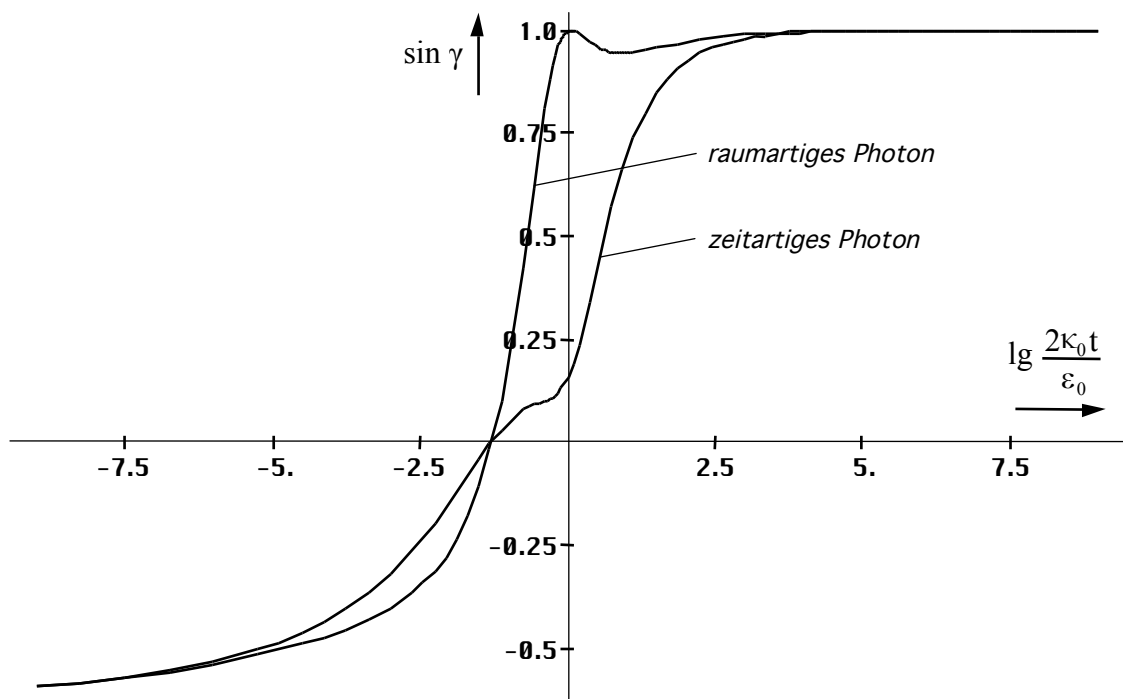 1.0
sin γ
0.75
raumartiges Photon
0.5
zeitartiges Photon
0.25
lg 2κ₀t
ε₀
-7.5 -5. -2.5 2.5 5. 7.5
-0.25
-0.5